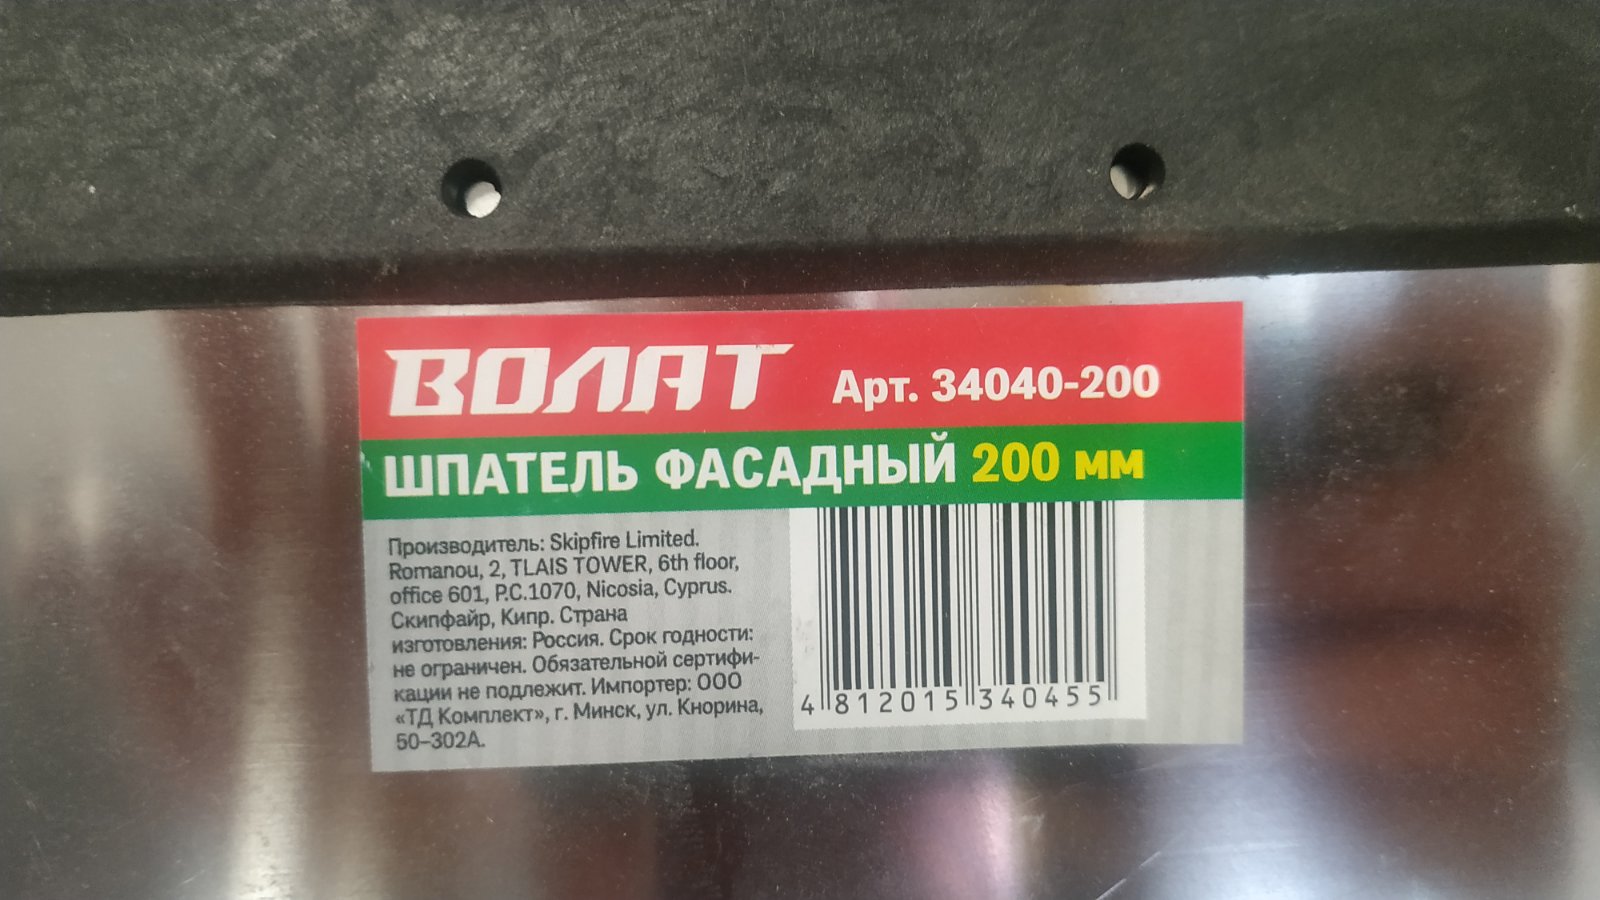 ВОЛАТ Арт. 34040-200
ШПАТЕЛЬ ФАСАДНЫЙ 200 мм
Производитель: Skipfire Limited.
Romanou, 2, TLAIS TOWER, 6th floor,
office 601, P.C.1070, Nicosia, Cyprus.
Скипфайр, Кипр. Страна
изготовления: Россия. Срок годности:
не ограничен. Обязательной сертифи-
кации не подлежит. Импортер: ООО
«ТД Комплект», г. Минск, ул. Кнорина,
50–302А.
4 812015 340455